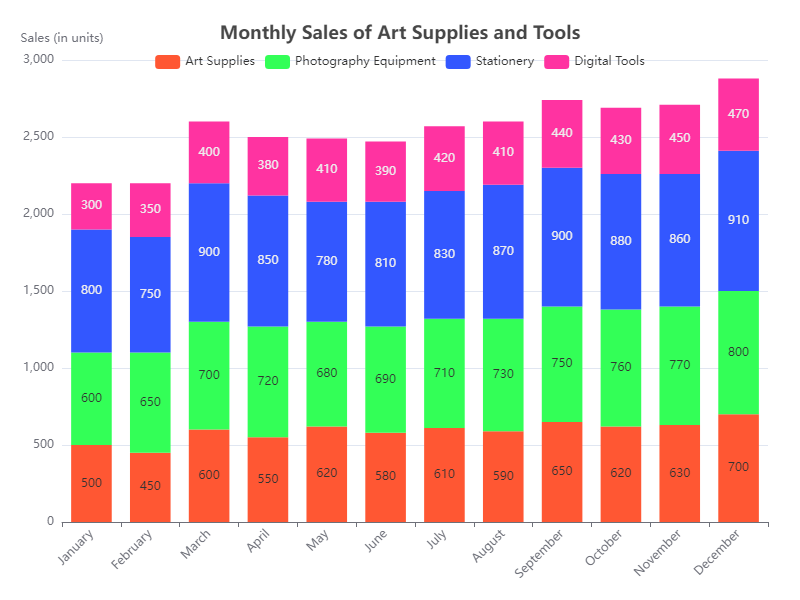 Monthly Sales of Art Supplies and Tools
Sales (in units)
Art Supplies Photography Equipment Stationery Digital Tools
3,000
2,500
2,000
1,500
1,000
500
0
300 350 400 380 410 390 420 410 440 430 450 470
800 750 900 850 780 810 830 870 900 880 860 910
600 650 700 720 680 690 710 730 750 760 770 800
500 450 600 550 620 580 610 590 650 620 630 700
January February March April May June July August September October November December